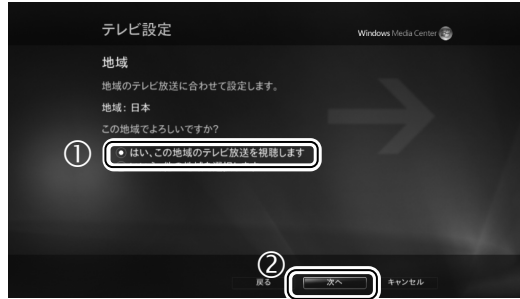 テレビ設定
Windows Media Center
地域
地域のテレビ放送に合わせて設定します。
地域: 日本
この地域でよろしいですか?
① はい、この地域のテレビ放送を視聴します
②
戻る 次へ キャンセル